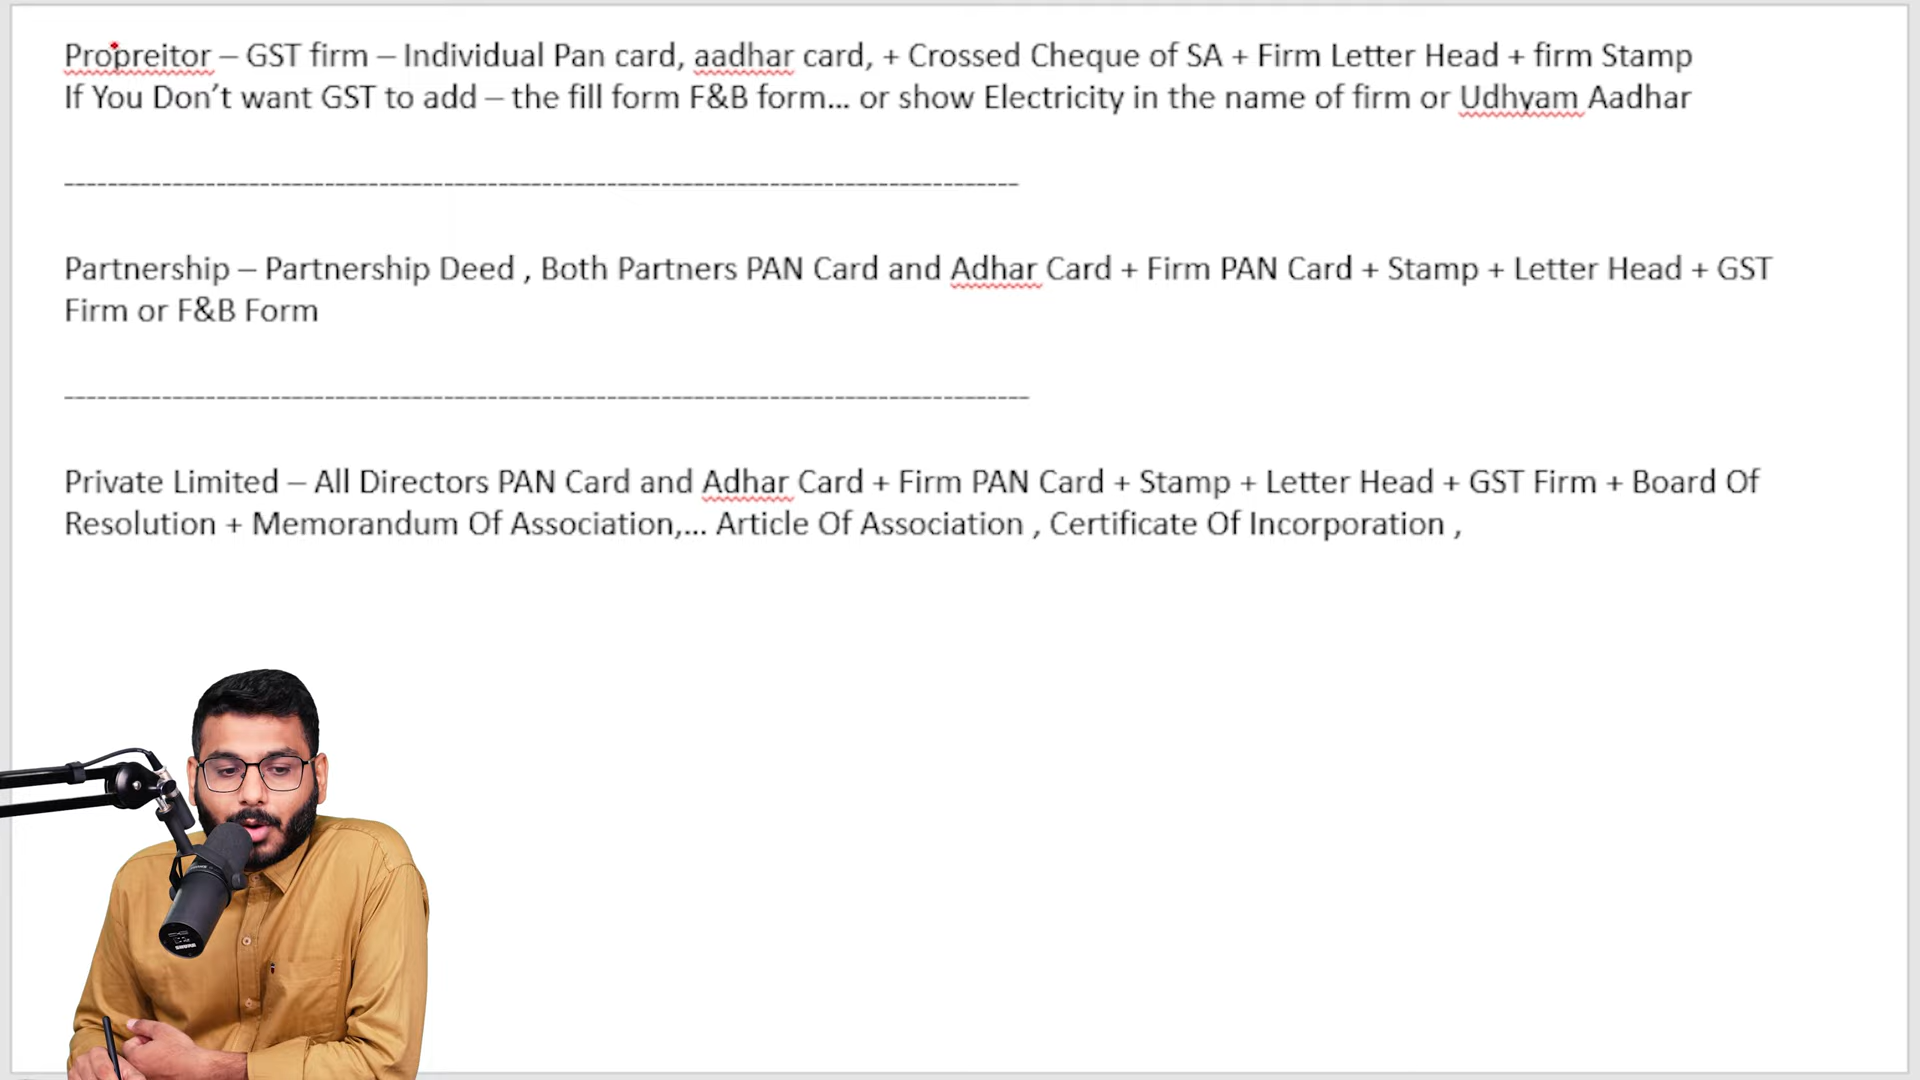 Propreitor – GST firm – Individual Pan card, aadhar card, + Crossed Cheque of SA + Firm Letter Head + firm Stamp
If You Don’t want GST to add – the fill form F&B form... or show Electricity in the name of firm or Udhyam Aadhar
------------------------------------------------------------------------------------------
Partnership – Partnership Deed , Both Partners PAN Card and Adhar Card + Firm PAN Card + Stamp + Letter Head + GST
Firm or F&B Form
-------------------------------------------------------------------------------------------
Private Limited – All Directors PAN Card and Adhar Card + Firm PAN Card + Stamp + Letter Head + GST Firm + Board Of
Resolution + Memorandum Of Association,... Article Of Association , Certificate Of Incorporation ,